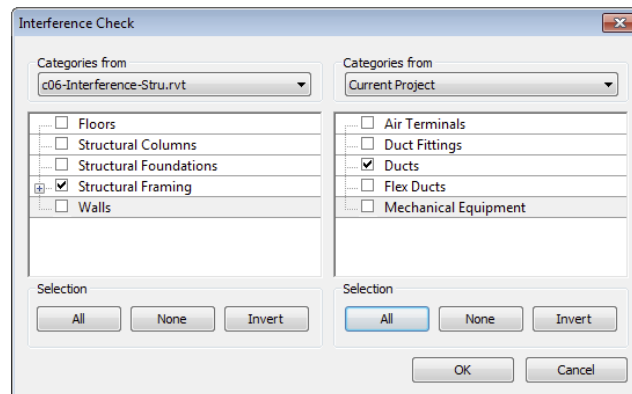 Interference Check
Categories from
c06-Interference-Stru.rvt
Floors
Structural Columns
Structural Foundations
Structural Framing
Walls
Selection
All None Invert
Categories from
Current Project
Air Terminals
Duct Fittings
Ducts
Flex Ducts
Mechanical Equipment
Selection
All None Invert
OK Cancel